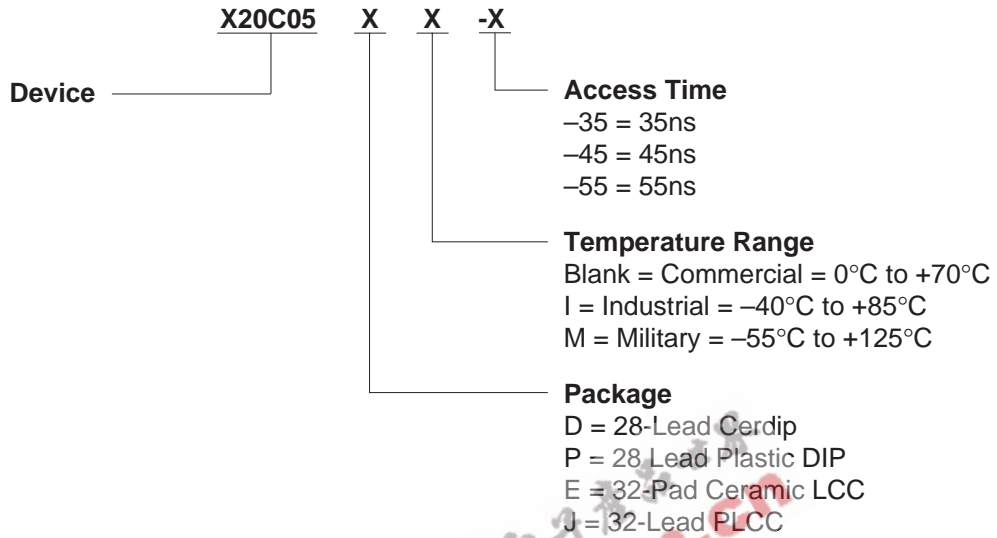 X20C05 X X -X
Device
Access Time
–35 = 35ns
–45 = 45ns
–55 = 55ns
Temperature Range
Blank = Commercial = 0°C to +70°C
I = Industrial = –40°C to +85°C
M = Military = –55°C to +125°C
Package
D = 28-Lead Cerdip
P = 28 Lead Plastic DIP
E = 32-Pad Ceramic LCC
J = 32-Lead PLCC